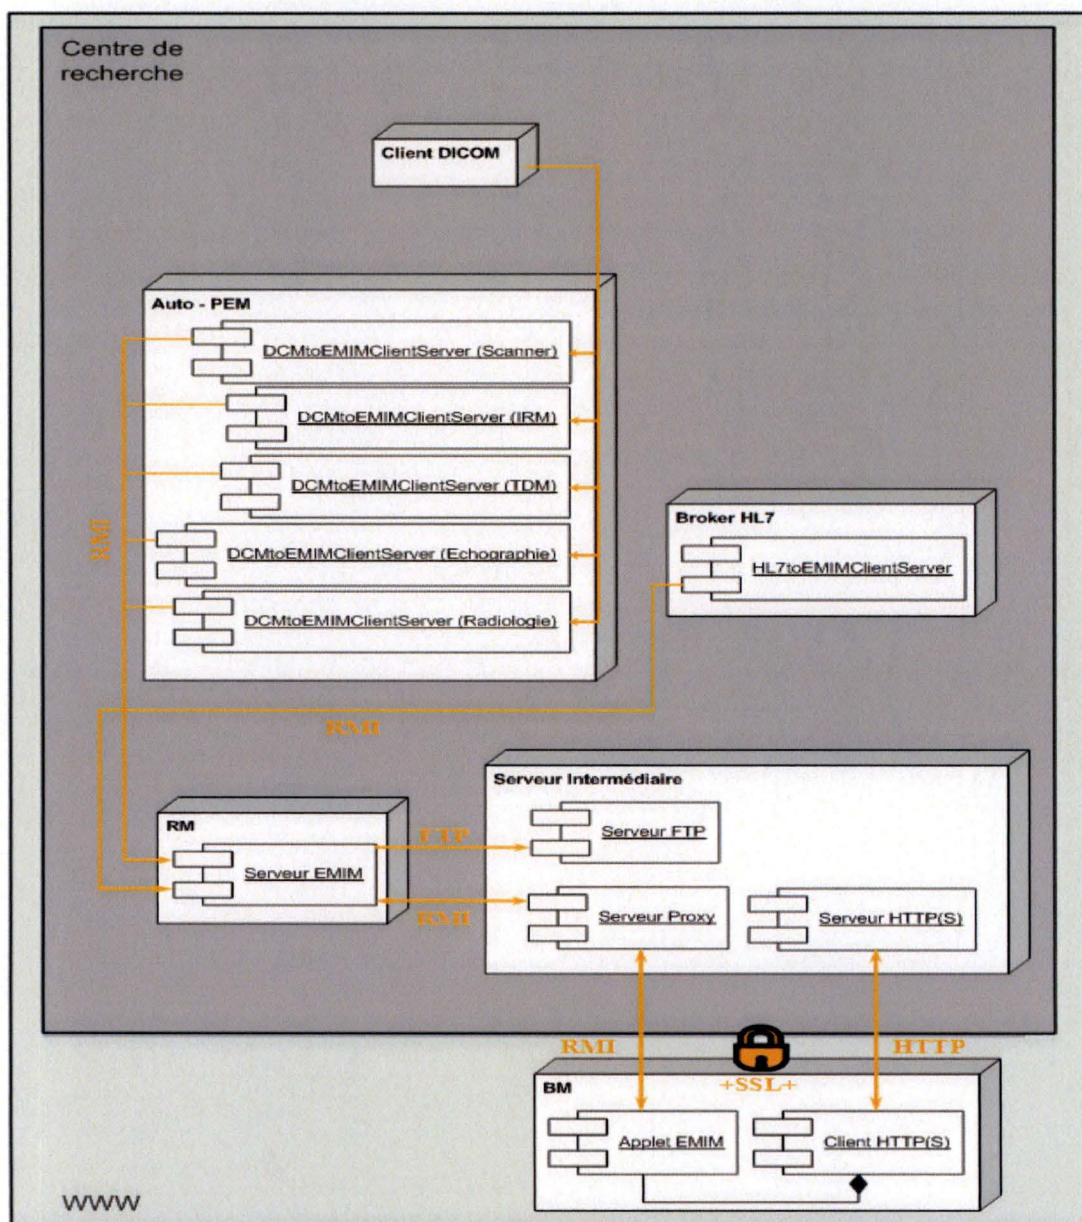 Centre de
recherche
Client DICOM
Auto - PEM
DCMtoEMIMClientServer (Scanner)
DCMtoEMIMClientServer (IRM)
DCMtoEMIMClientServer (TDM)
DCMtoEMIMClientServer (Echographie)
DCMtoEMIMClientServer (Radiologie)
RMI
Broker HL7
HL7toEMIMClientServer
RMI
Serveur Intermédiaire
RM
Serveur EMIM
FTP
RMI
Serveur FTP
Serveur Proxy
Serveur HTTP(S)
RMI
HTTP
+SSL+
BM
Applet EMIM
Client HTTP(S)
WWW